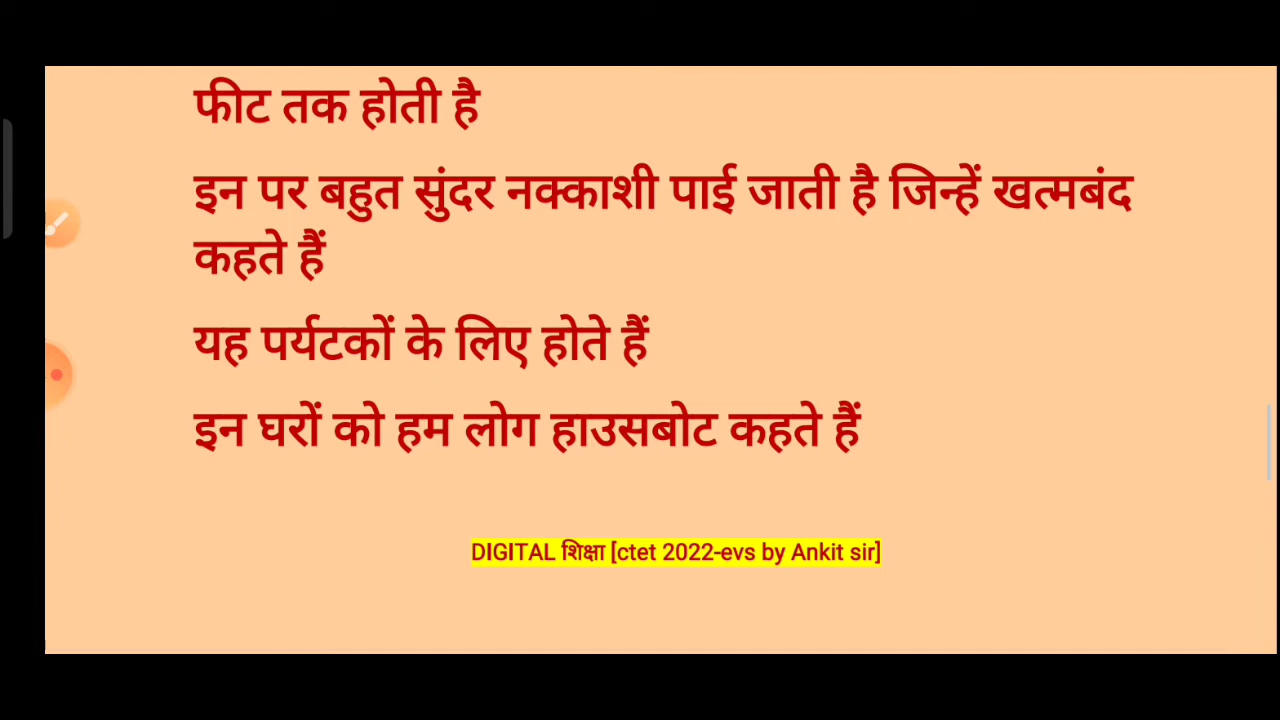 फीट तक होती है
इन पर बहुत सुंदर नक्काशी पाई जाती है जिन्हें खत्मबंद
कहते हैं
यह पर्यटकों के लिए होते हैं
इन घरों को हम लोग हाउसबोट कहते हैं
DIGITAL शिक्षा [ctet 2022-evs by Ankit sir]